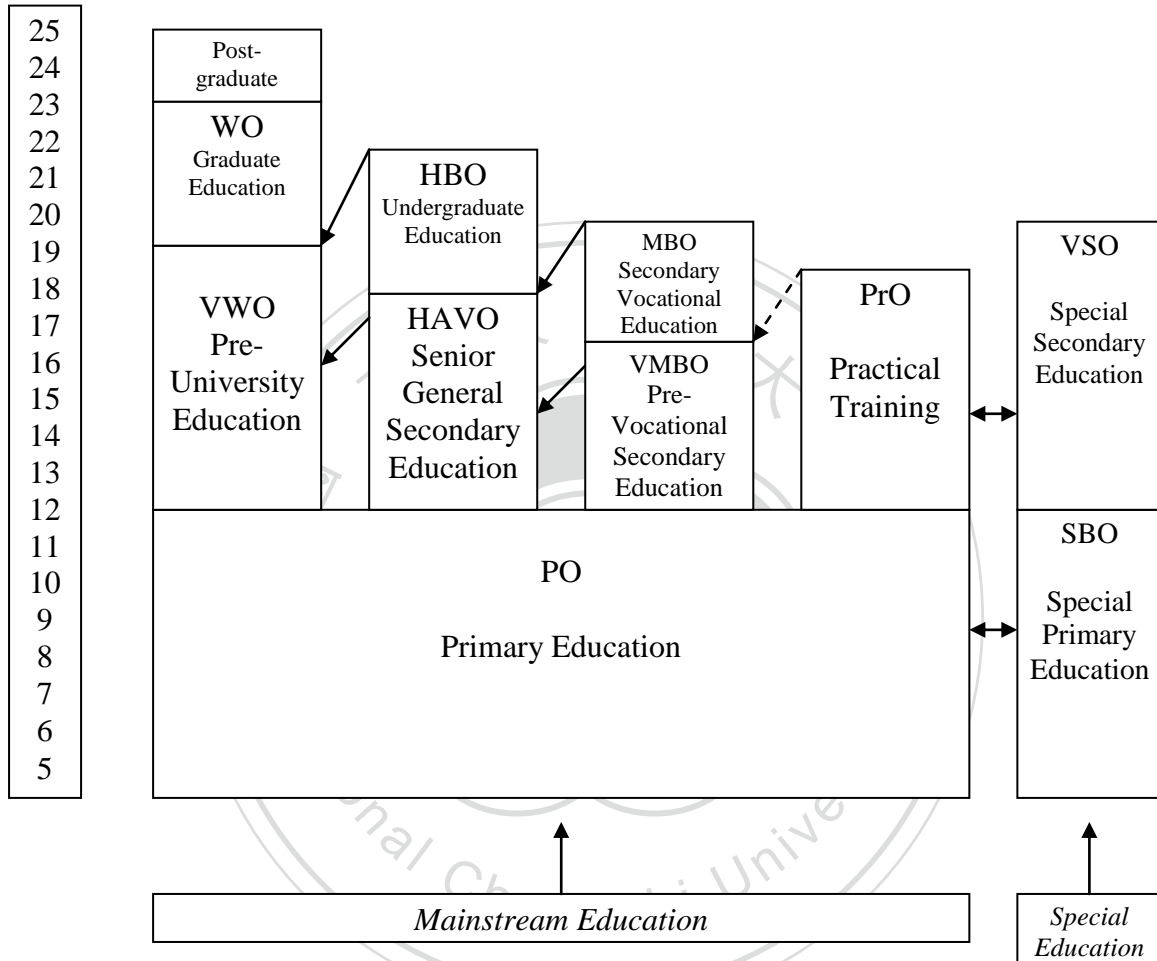 25
24
23
22
21
20
19
18
17
16
15
14
13
12
11
10
9
8
7
6
5
Post-
graduate
WO
Graduate
Education
VWO
Pre-
University
Education
HBO
Undergraduate
Education
HAVO
Senior
General
Secondary
Education
MBO
Secondary
Vocational
Education
VMBO
Pre-
Vocational
Secondary
Education
PrO
Practical
Training
VSO
Special
Secondary
Education
PO
Primary Education
SBO
Special
Primary
Education
Mainstream Education
Special
Education